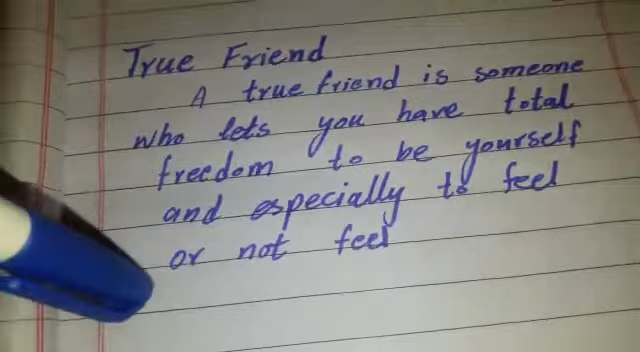 True Friend
A true friend is someone
who lets you have total
freedom to be yourself
and especially to feel
or not feel